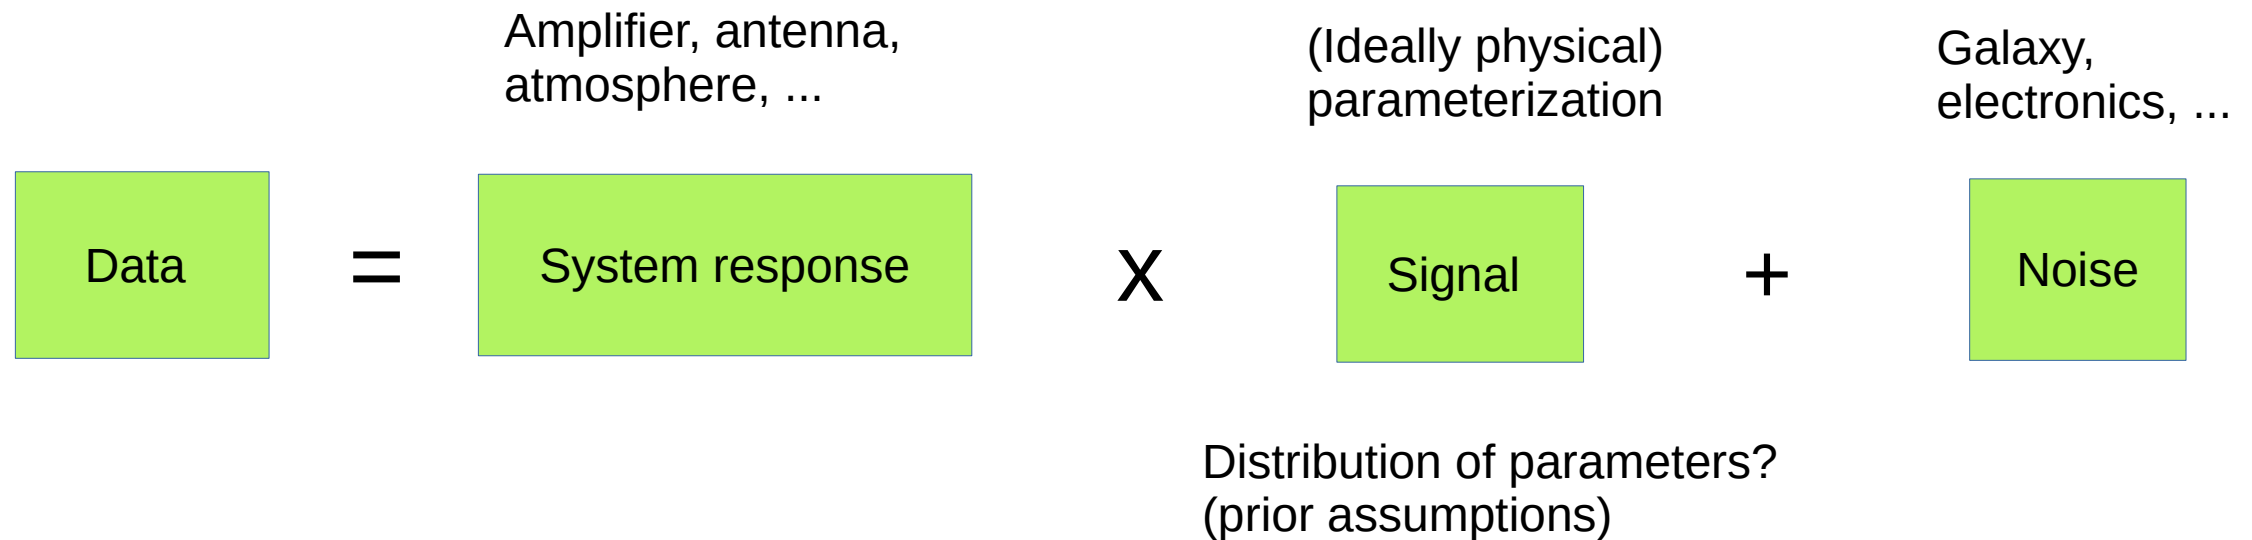 Amplifier, antenna,
atmosphere, ...
(Ideally physical)
parameterization
Galaxy,
electronics, ...
Data
=
System response
x
Signal
+
Noise
Distribution of parameters?
(prior assumptions)